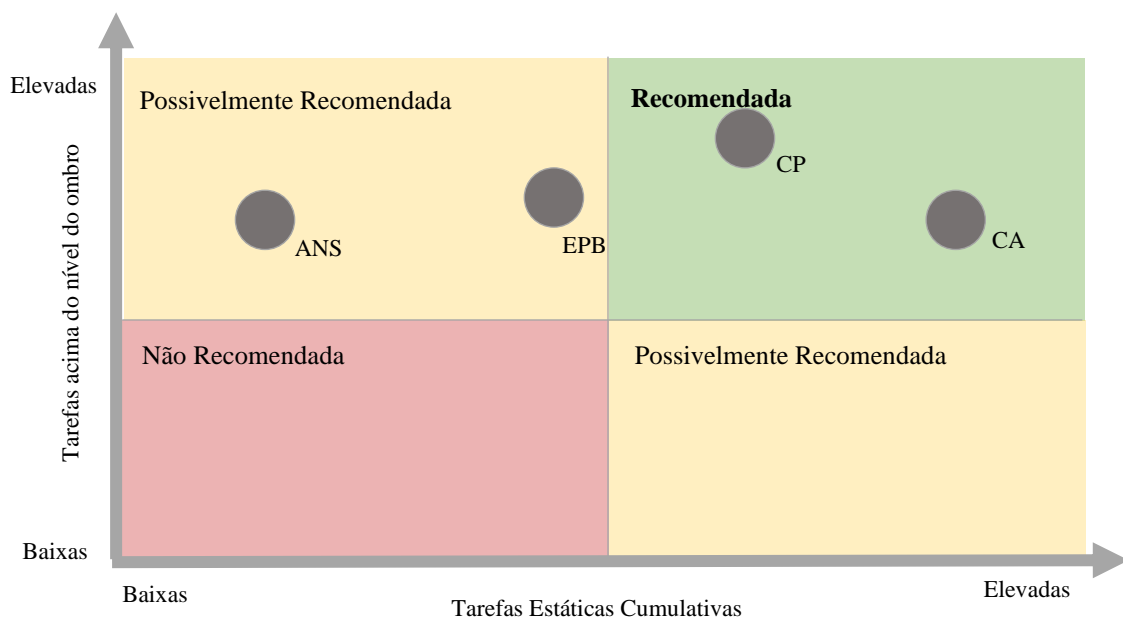 Elevadas
Possivelmente Recomendada
Recomendada
CP
ANS
EPB
CA
Tarefas acima do nível do ombro
Não Recomendada
Possivelmente Recomendada
Baixas
Baixas
Tarefas Estáticas Cumulativas
Elevadas